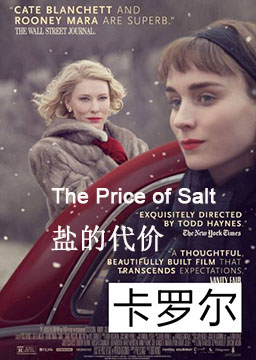 "CATE BLANCHETT AND
ROONEY MARA ARE SUPERB."
THE WALL STREET JOURNAL.
The Price of Salt
"EXQUISITELY DIRECTED
BY TODD HAYNES."
The New York Times
盐的代价
"A THOUGHTFUL,
BEAUTIFULLY BUILT FILM THAT
TRANSCENDS EXPECTATIONS."
VANITY FAIR
卡罗尔